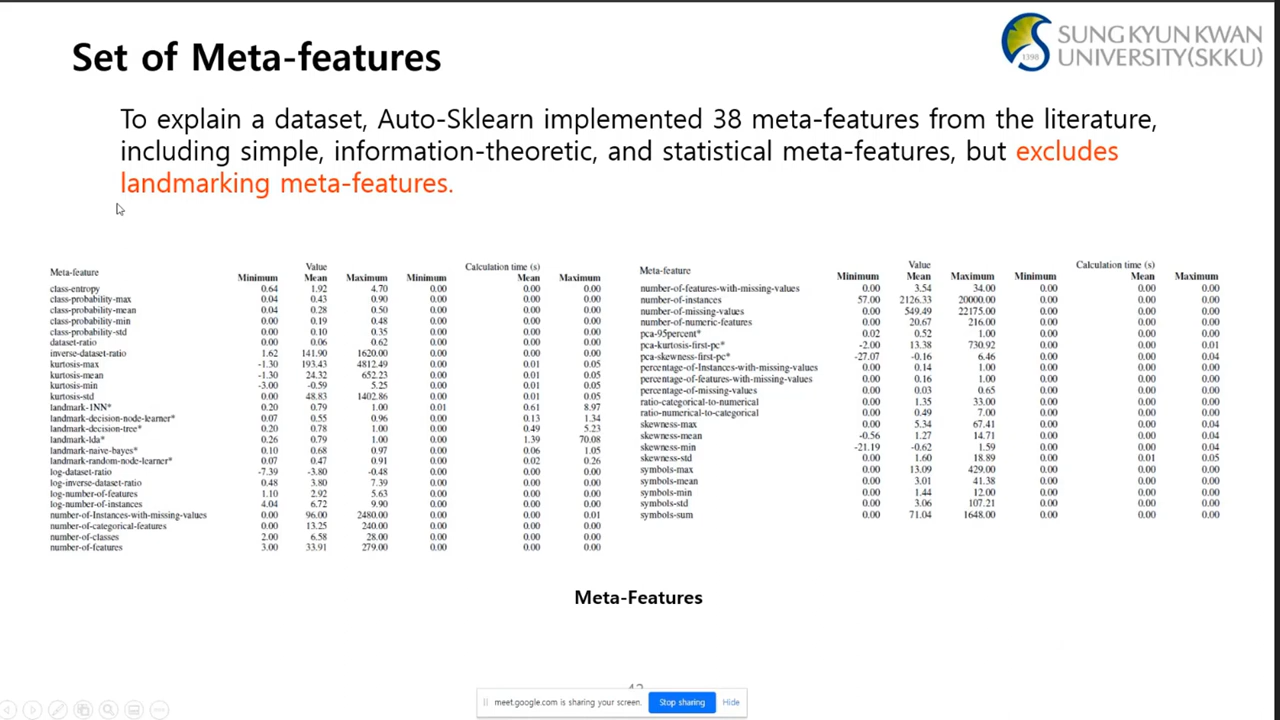 Set of Meta-features
SUNG KYUN KWAN
UNIVERSITY(SKKU)
1398
To explain a dataset, Auto-Sklearn implemented 38 meta-features from the literature,
including simple, information-theoretic, and statistical meta-features, but excludes
landmarking meta-features.
Value Calculation time (s)
Meta-feature Minimum Mean Maximum Minimum Mean Maximum
class-entropy 0.64 1.92 4.70 0.00 0.00 0.00
class-probability-max 0.04 0.43 0.90 0.00 0.00 0.00
class-probability-mean 0.04 0.28 0.50 0.00 0.00 0.00
class-probability-min 0.00 0.19 0.48 0.00 0.00 0.00
class-probability-std 0.00 0.10 0.35 0.00 0.00 0.00
dataset-ratio 0.00 0.06 0.62 0.00 0.00 0.00
inverse-dataset-ratio 1.62 141.90 1620.00 0.00 0.00 0.00
kurtosis-max -1.30 193.43 4812.49 0.00 0.01 0.05
kurtosis-mean -1.30 24.32 652.23 0.00 0.01 0.05
kurtosis-min -3.00 -0.59 5.25 0.00 0.01 0.05
kurtosis-std 0.00 48.83 1402.86 0.00 0.01 0.05
landmark-1NN* 0.20 0.79 1.00 0.01 0.61 8.97
landmark-decision-node-learner* 0.07 0.55 0.96 0.00 0.13 1.34
landmark-decision-tree* 0.20 0.78 1.00 0.00 0.49 5.23
landmark-lda* 0.26 0.79 1.00 0.00 1.39 70.08
landmark-naive-bayes* 0.10 0.68 0.97 0.00 0.06 1.05
landmark-random-node-learner* 0.07 0.47 0.91 0.00 0.02 0.26
log-dataset-ratio -7.39 -3.80 -0.48 0.00 0.00 0.00
log-inverse-dataset-ratio 0.48 3.80 7.39 0.00 0.00 0.00
log-number-of-features 1.10 2.92 5.63 0.00 0.00 0.00
log-number-of-instances 4.04 6.72 9.90 0.00 0.00 0.00
number-of-Instances-with-missing-values 0.00 96.00 2480.00 0.00 0.00 0.01
number-of-categorical-features 0.00 13.25 240.00 0.00 0.00 0.00
number-of-classes 2.00 6.58 28.00 0.00 0.00 0.00
number-of-features 3.00 33.91 279.00 0.00 0.00 0.00
Value Calculation time (s)
Meta-feature Minimum Mean Maximum Minimum Mean Maximum
number-of-features-with-missing-values 0.00 3.54 34.00 0.00 0.00 0.00
number-of-instances 57.00 2126.33 20000.00 0.00 0.00 0.00
number-of-missing-values 0.00 549.49 22175.00 0.00 0.00 0.00
number-of-numeric-features 0.00 20.67 216.00 0.00 0.00 0.00
pca-95percent* 0.02 0.52 1.00 0.00 0.00 0.00
pca-kurtosis-first-pc* -2.00 13.38 730.92 0.00 0.00 0.01
pca-skewness-first-pc* -27.07 -0.16 6.46 0.00 0.00 0.04
percentage-of-Instances-with-missing-values 0.00 0.14 1.00 0.00 0.00 0.00
percentage-of-features-with-missing-values 0.00 0.16 1.00 0.00 0.00 0.00
percentage-of-missing-values 0.00 0.03 0.65 0.00 0.00 0.00
ratio-categorical-to-numerical 0.00 1.35 33.00 0.00 0.00 0.00
ratio-numerical-to-categorical 0.00 0.49 7.00 0.00 0.00 0.00
skewness-max 0.00 5.34 67.41 0.00 0.00 0.04
skewness-mean -0.56 1.27 14.71 0.00 0.00 0.04
skewness-min -21.19 -0.62 1.59 0.00 0.00 0.04
skewness-std 0.00 1.60 18.89 0.00 0.01 0.05
symbols-max 0.00 13.09 429.00 0.00 0.00 0.00
symbols-mean 0.00 3.01 41.38 0.00 0.00 0.00
symbols-min 0.00 1.44 12.00 0.00 0.00 0.00
symbols-std 0.00 3.06 107.21 0.00 0.00 0.00
symbols-sum 0.00 71.04 1648.00 0.00 0.00 0.00
Meta-Features
meet.google.com is sharing your screen. Stop sharing Hide